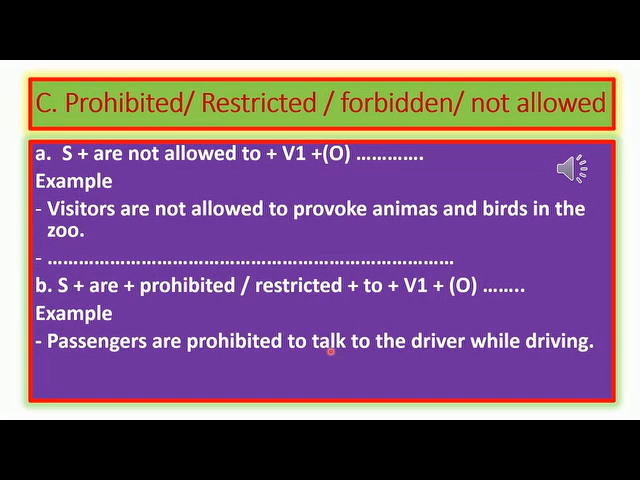 C. Prohibited/ Restricted / forbidden/ not allowed
a. S + are not allowed to + V1 +(O) .............
Example
- Visitors are not allowed to provoke animas and birds in the
zoo.
- ……………………………………………………………………
b. S + are + prohibited / restricted + to + V1 + (O) ........
Example
- Passengers are prohibited to talk to the driver while driving.